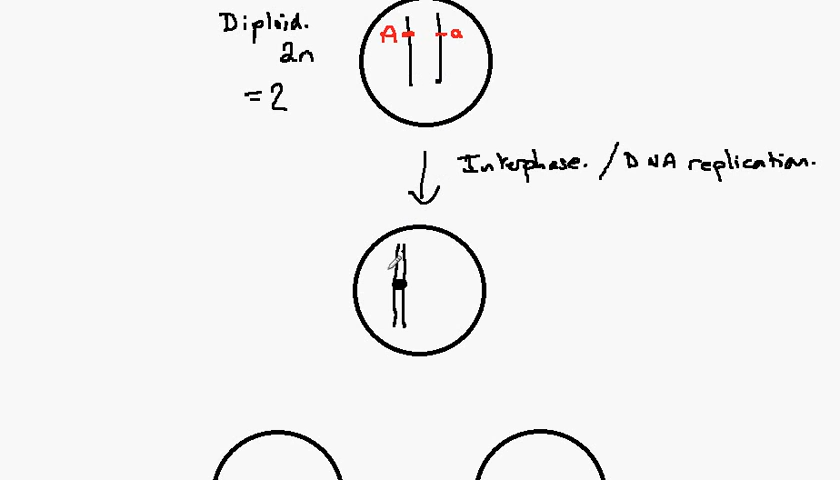 Diploid.
2n
= 2
A a
Interphase. / DNA replication.